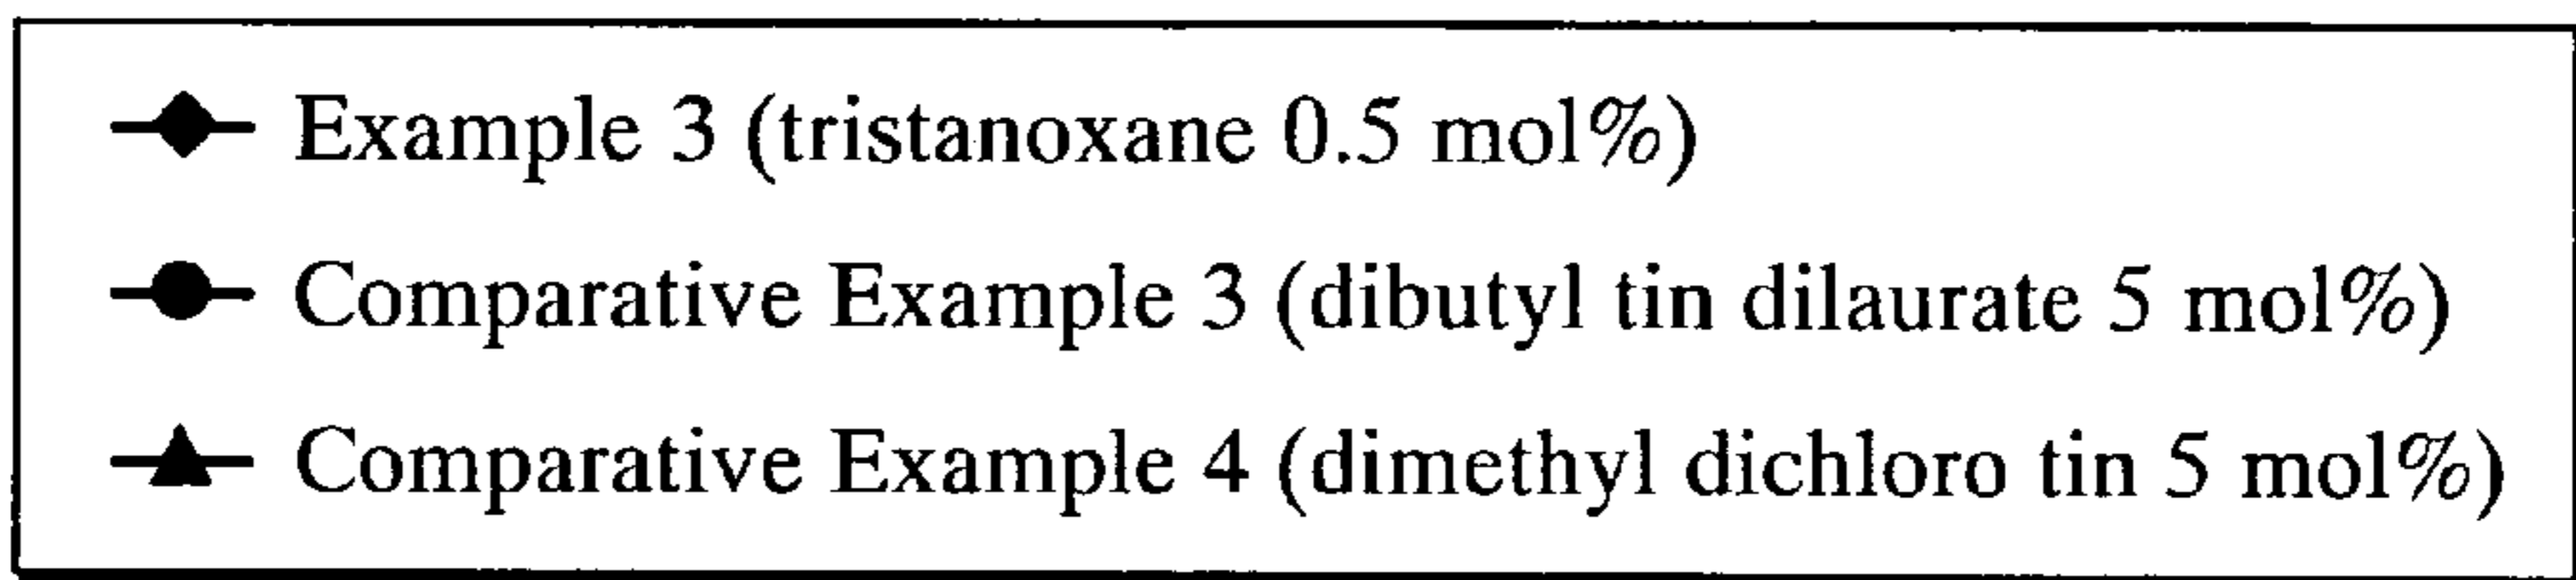 Example 3 (tristanoxane 0.5 mol%)
Comparative Example 3 (dibutyl tin dilaurate 5 mol%)
Comparative Example 4 (dimethyl dichloro tin 5 mol%)